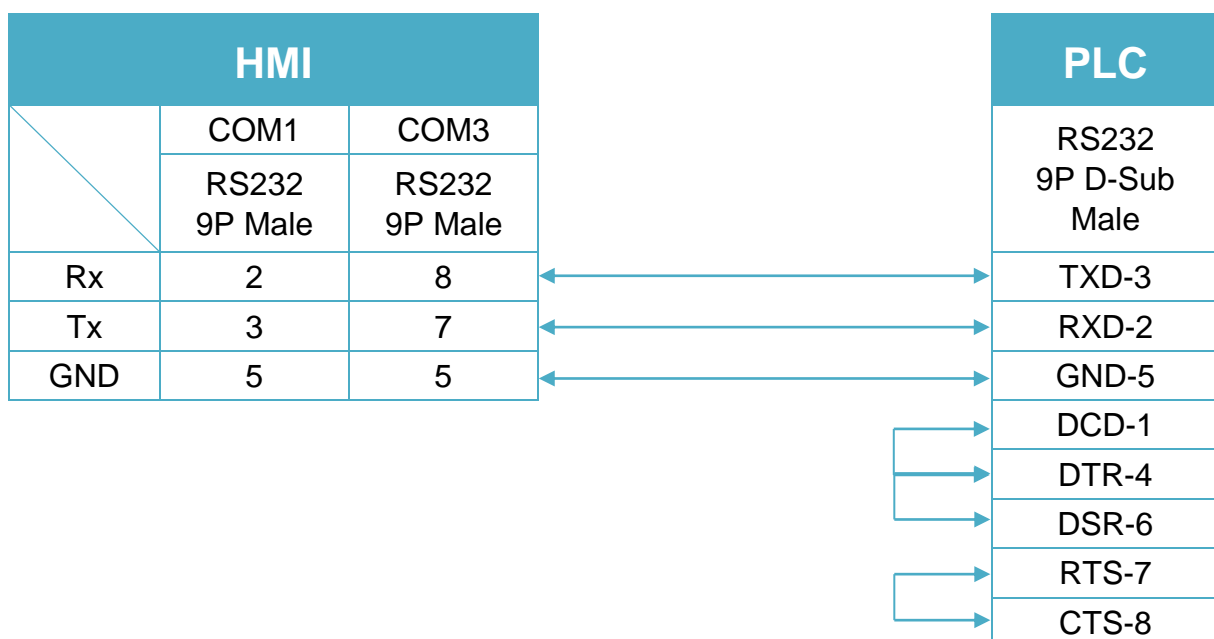 HMI
PLC
COM1 COM3
RS232
9P Male
RS232
9P Male
RS232
9P D-Sub
Male
Rx 2 8 TXD-3
Tx 3 7 RXD-2
GND 5 5 GND-5
DCD-1
DTR-4
DSR-6
RTS-7
CTS-8